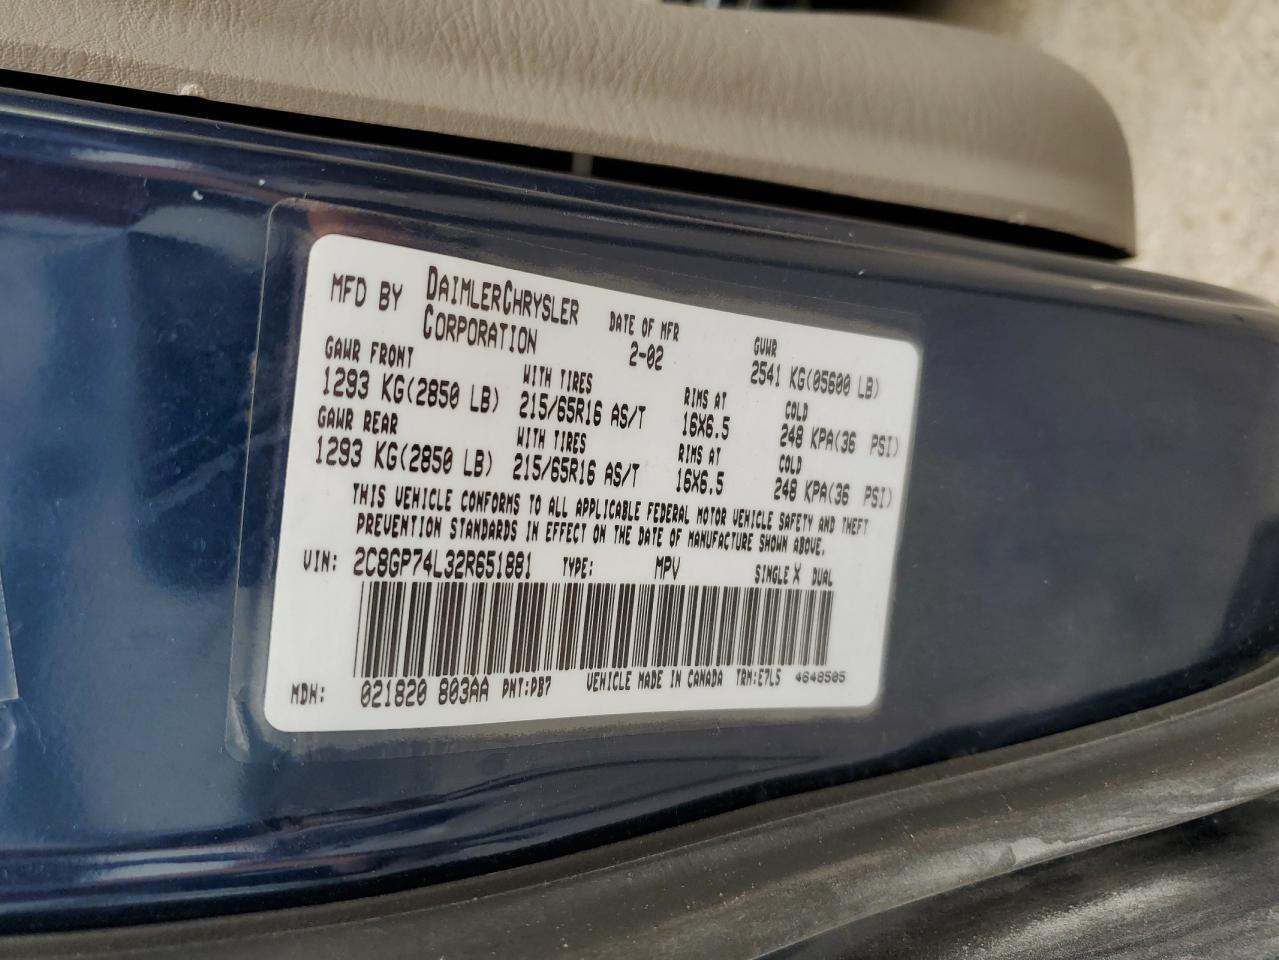 MFD BY DAIMLERCHRYSLER CORPORATION DATE OF MFR 2-02 GVWR 2541 KG(05600 LB)
GAWR FRONT WITH TIRES RIMS AT COLD
1293 KG(2850 LB) 215/65R16 AS/T 16X6.5 248 KPA(36 PSI)
GAWR REAR WITH TIRES RIMS AT COLD
1293 KG(2850 LB) 215/65R16 AS/T 16X6.5 248 KPA(36 PSI)
THIS VEHICLE CONFORMS TO ALL APPLICABLE FEDERAL MOTOR VEHICLE SAFETY AND THEFT
PREVENTION STANDARDS IN EFFECT ON THE DATE OF MANUFACTURE SHOWN ABOVE.
VIN: 2C8GP74L32R651881 TYPE: MPV SINGLE X DUAL
MDH: 021820 803AA PNT:PB7 VEHICLE MADE IN CANADA TRM:E7L5 4648505